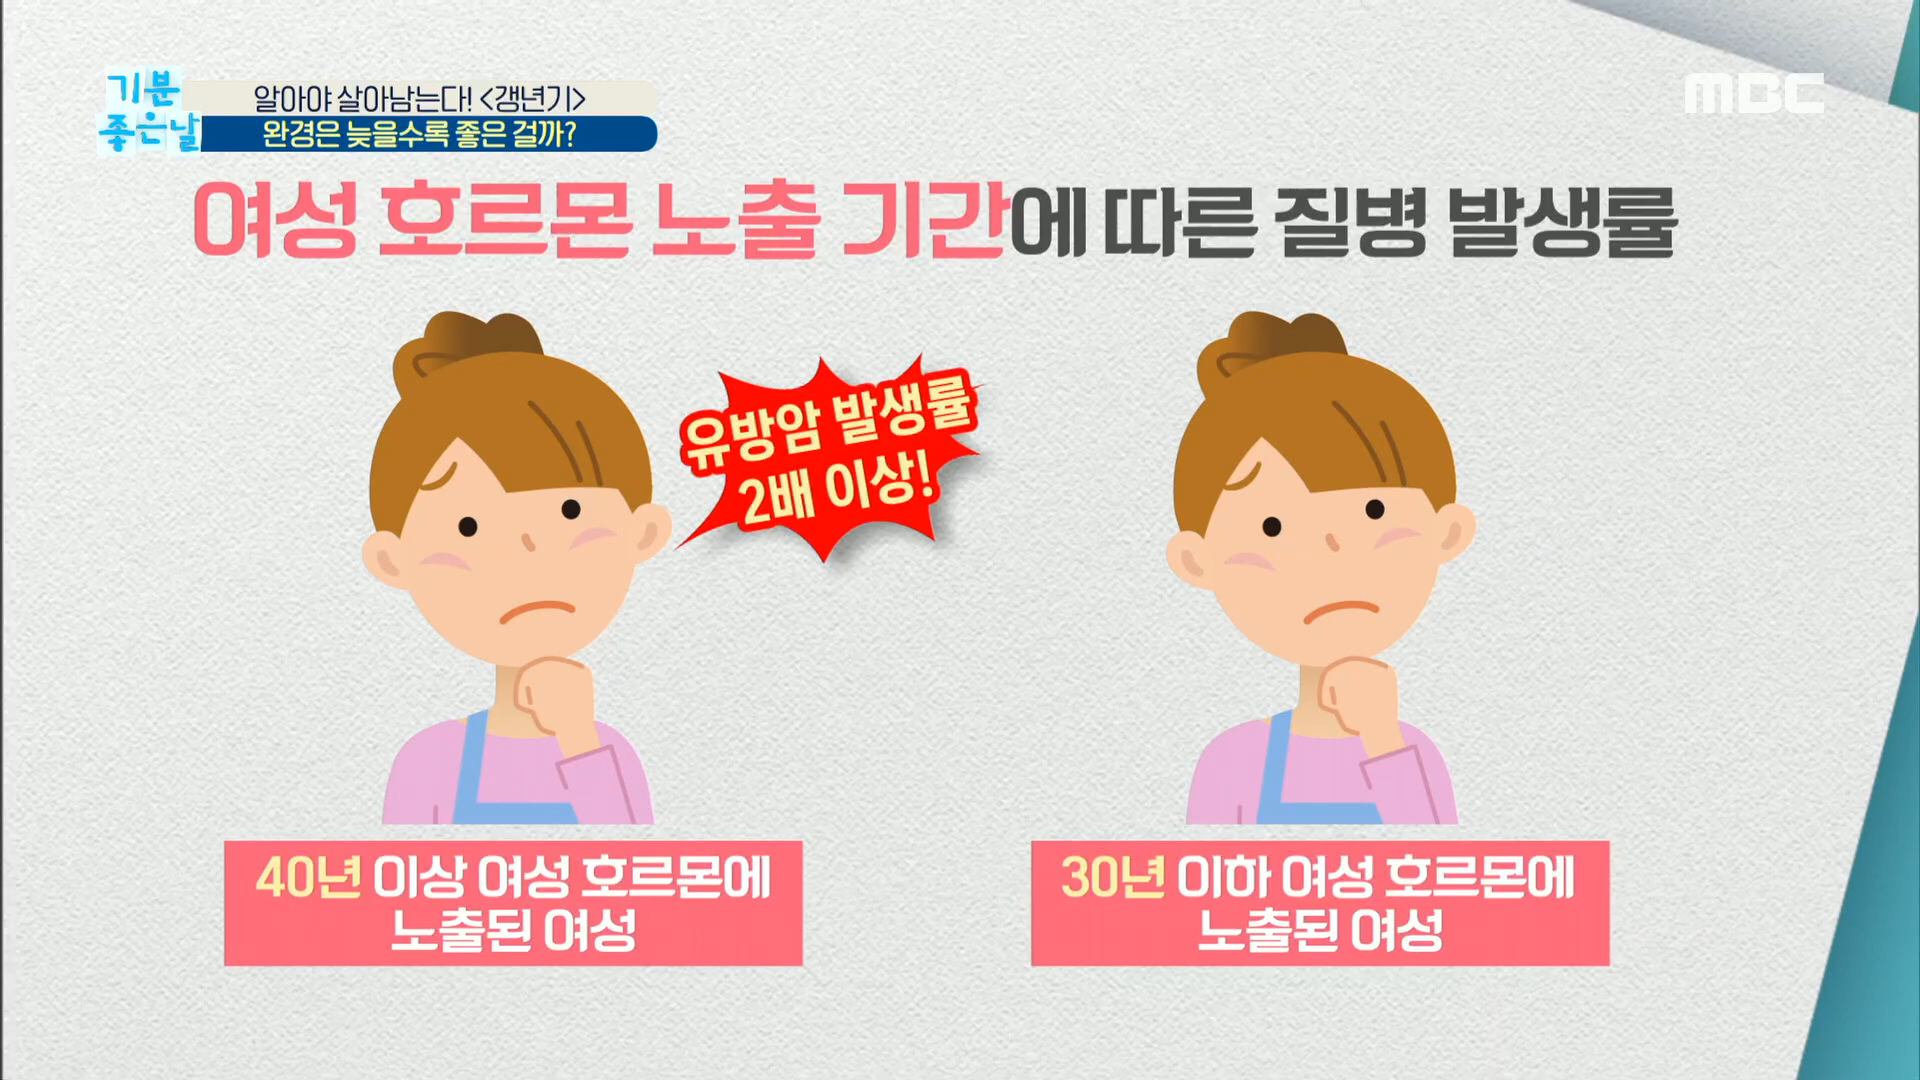 기분
좋은날
알아야 살아남는다! <갱년기>
완경은 늦을수록 좋은 걸까?
MBC
여성 호르몬 노출 기간에 따른 질병 발생률
유방암 발생률
2배 이상!
40년 이상 여성 호르몬에
노출된 여성
30년 이하 여성 호르몬에
노출된 여성